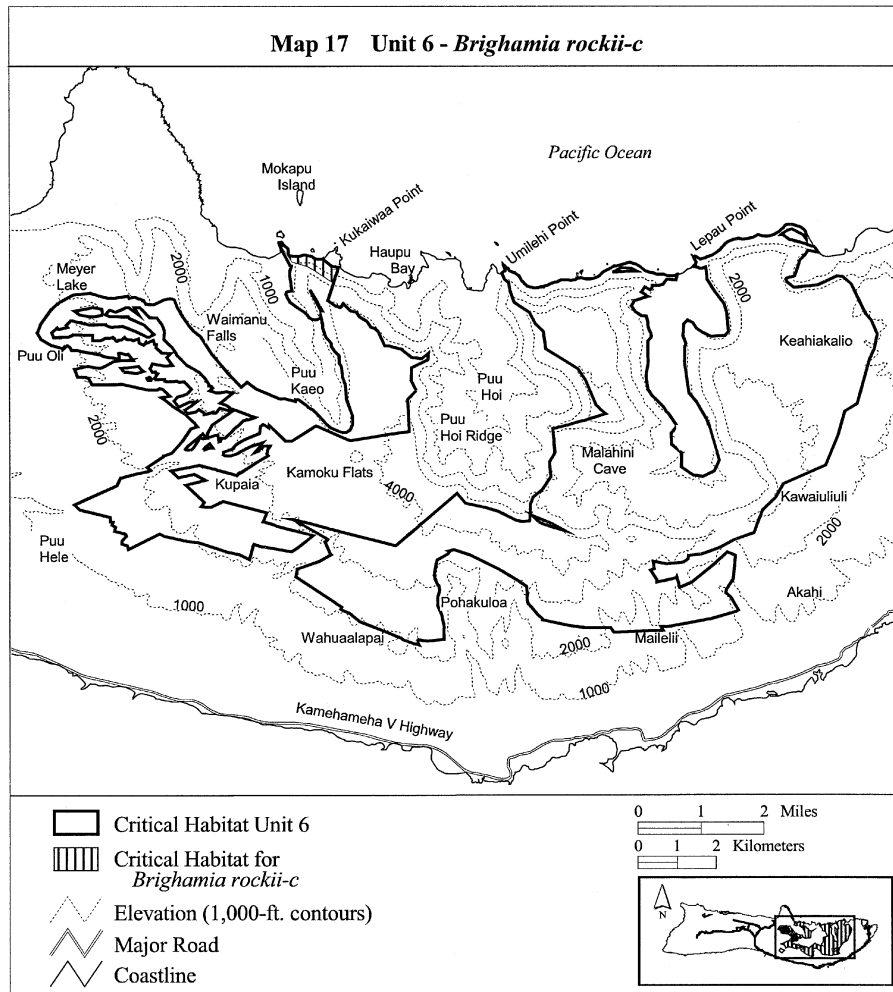 Map 17 Unit 6 - Brighamia rockii-c
Pacific Ocean
Mokapu
Island
Kukaiwaa Point
Haupu
Bay
Umilehi Point
Lepau Point
2000
1000
2000
Meyer
Lake
Waimanu
Falls
Keahiakalio
Puu Oli
Puu
Kaeo
Puu
Hoi
Puu
Hoi Ridge
2000
Malahini
Cave
Kupaia
Kamoku Flats
4000
Kawaiuliuli
2000
Puu
Hele
1000
Pohakuloa
Akahi
Wahuaalapai
2000
Mailelii
1000
Kamehameha V Highway
Critical Habitat Unit 6
Critical Habitat for
Brighamia rockii-c
Elevation (1,000-ft. contours)
Major Road
Coastline
0 1 2 Miles
0 1 2 Kilometers
N